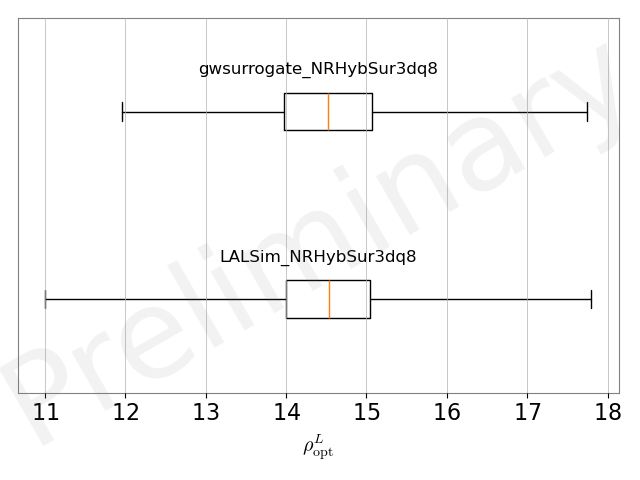 gwsurrogate_NRHybSur3dq8
LALSim_NRHybSur3dq8
Preliminary
11 12 13 14 15 16 17 18
ρ^L_opt